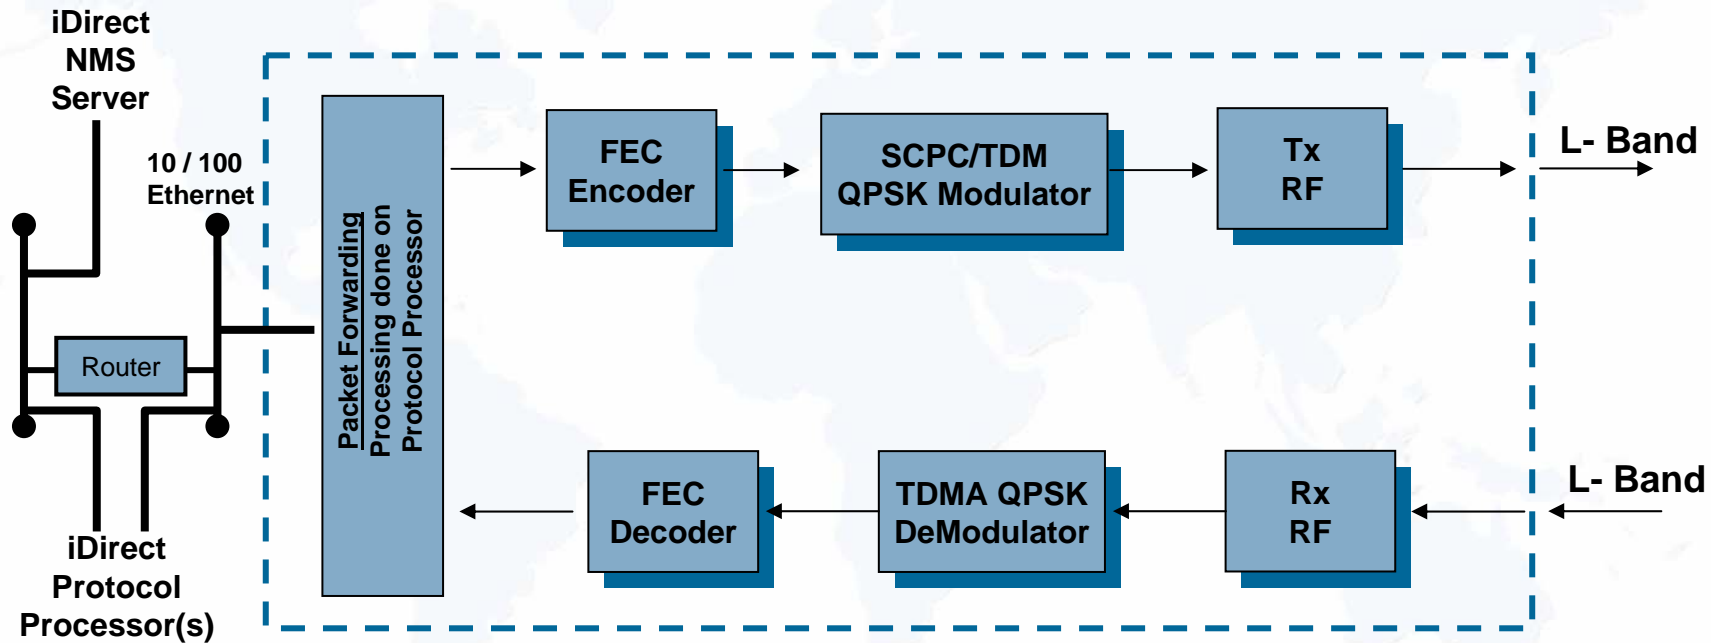 iDirect
NMS
Server
10 / 100
Ethernet
Router
iDirect
Protocol
Processor(s)
Packet Forwarding
Processing done on
Protocol Processor
FEC
Encoder
SCPC/TDM
QPSK Modulator
Tx
RF
L- Band
FEC
Decoder
TDMA QPSK
DeModulator
Rx
RF
L- Band